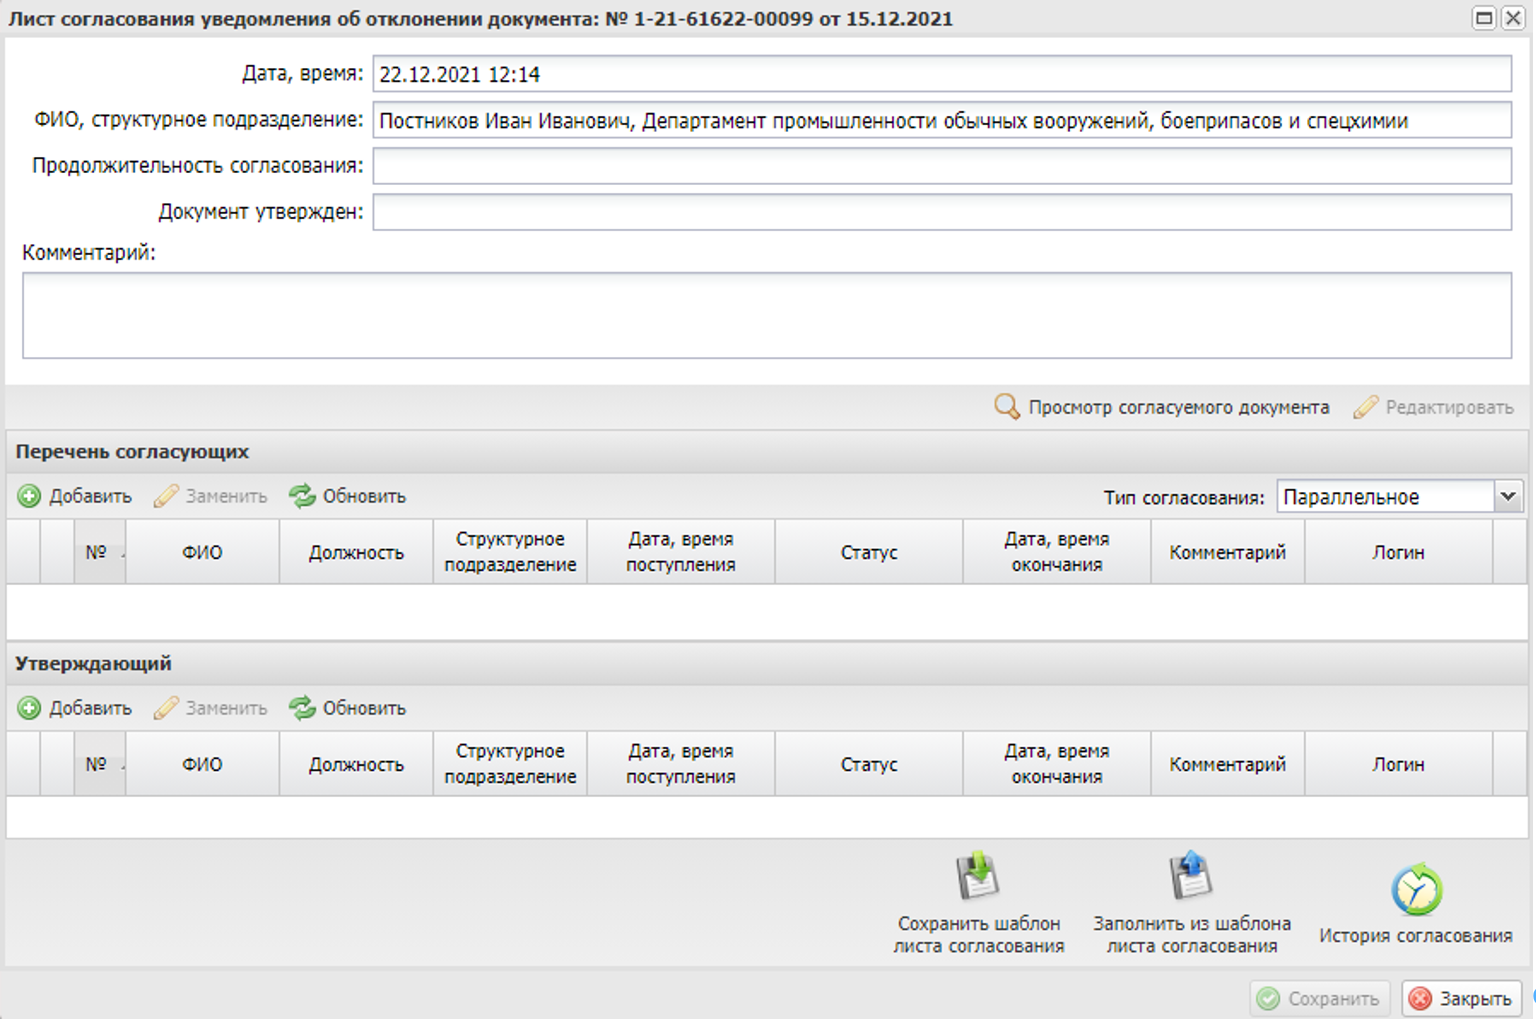 Лист согласования уведомления об отклонении документа: № 1-21-61622-00099 от 15.12.2021
Дата, время: 22.12.2021 12:14
ФИО, структурное подразделение: Постников Иван Иванович, Департамент промышленности обычных вооружений, боеприпасов и спецхимии
Продолжительность согласования:
Документ утвержден:
Комментарий:
Просмотр согласуемого документа Редактировать
Перечень согласующих
Добавить Заменить Обновить Тип согласования: Параллельное
№ ФИО Должность Структурное подразделение Дата, время поступления Статус Дата, время окончания Комментарий Логин
Утверждающий
Добавить Заменить Обновить
№ ФИО Должность Структурное подразделение Дата, время поступления Статус Дата, время окончания Комментарий Логин
Сохранить шаблон листа согласования
Заполнить из шаблона листа согласования
История согласования
Сохранить Закрыть